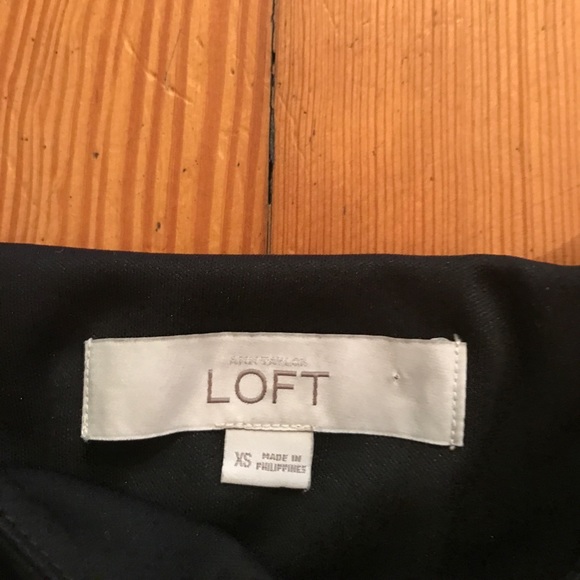 ANN TAYLOR
LOFT
XS
MADE IN
PHILIPPINES